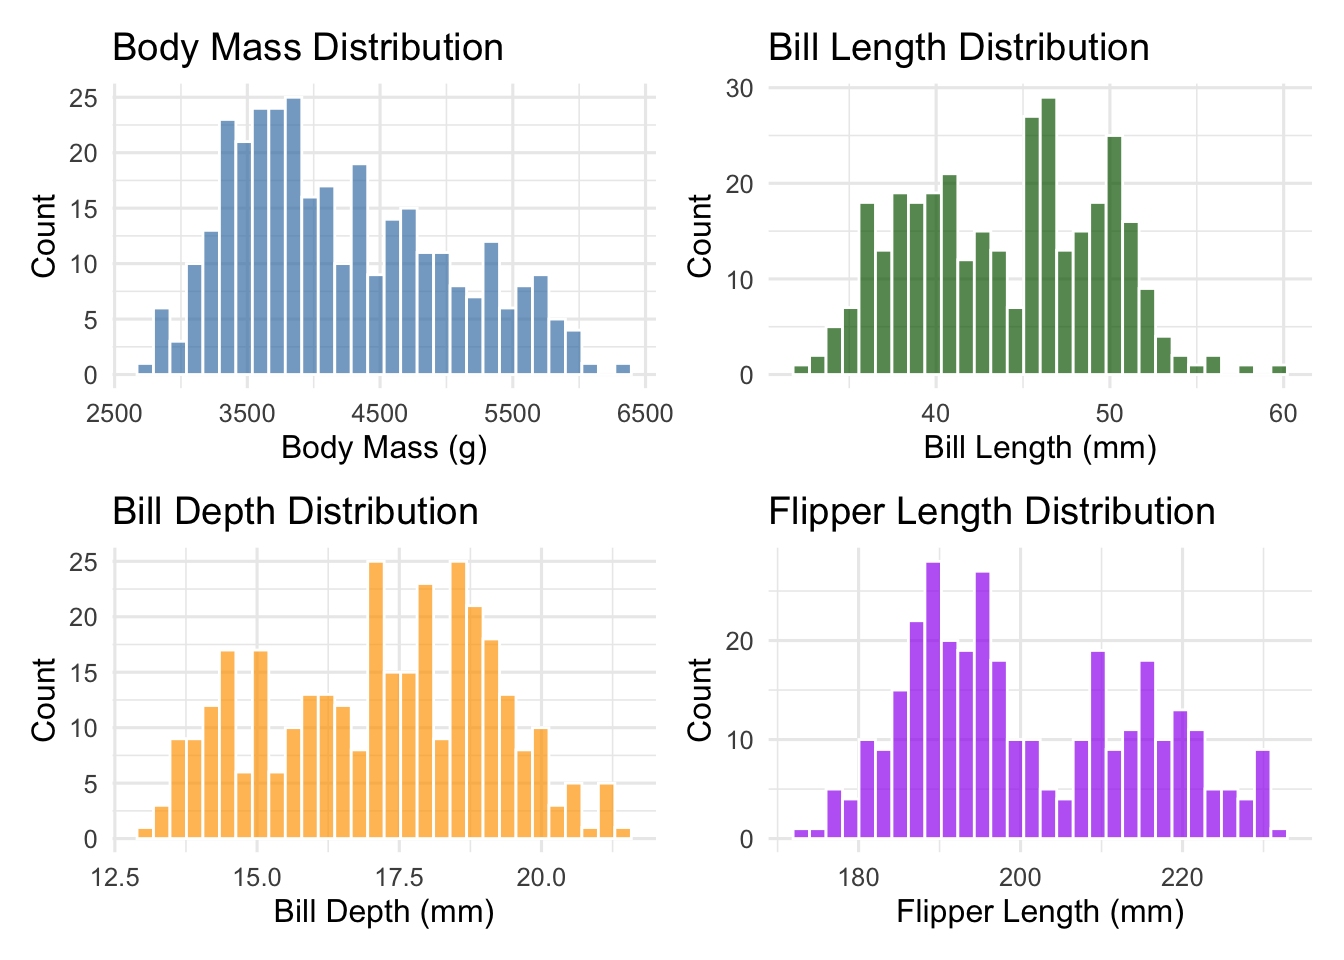 Body Mass Distribution
Count
25
20
15
10
5
0
2500 3500 4500 5500 6500
Body Mass (g)
Bill Length Distribution
Count
30
20
10
0
40 50 60
Bill Length (mm)
Bill Depth Distribution
Count
25
20
15
10
5
0
12.5 15.0 17.5 20.0
Bill Depth (mm)
Flipper Length Distribution
Count
20
10
0
180 200 220
Flipper Length (mm)